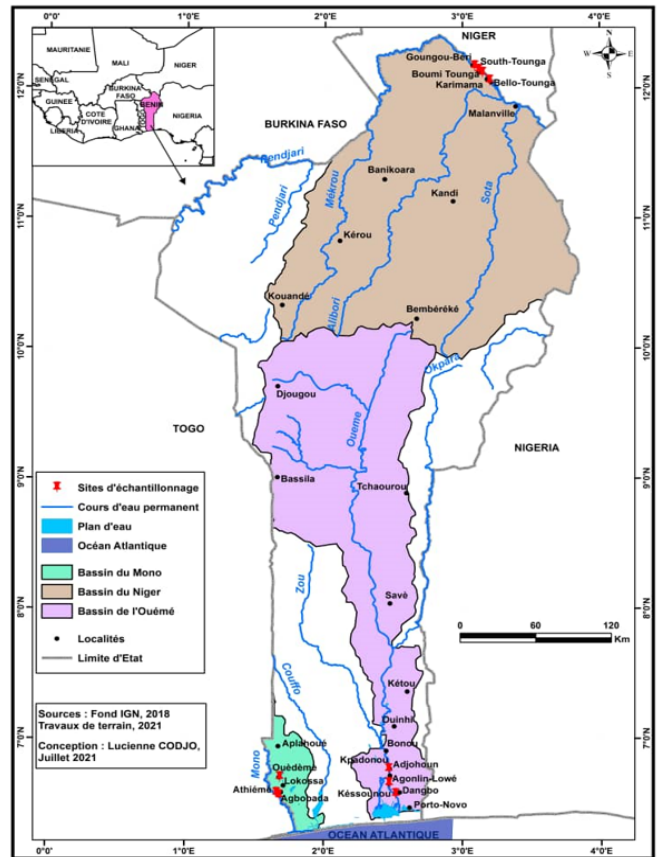 0°0' 1°0'E 2°0'E 3°0'E 4°0'E
MAURITANIE
MALI
NIGER
SENEGAL
BURKINA
FASO
GUINEE
COTE
D'IVOIRE
GHANA
TOGO
BENIN
NIGERIA
LIBERIA
NIGER
N
W E
S
Goungou-Béri
South-Tounga
Boumi Tounga
Karimama
Bello-Tounga
Malanville
12°0'N 12°0'N
BURKINA FASO
Pendjari
Pendjari
Mékrou
Banikoara
Kandi
Sota
11°0'N 11°0'N
Kérou
Kouandé
Alibori
Bembéréké
10°0'N 10°0'N
Okpara
Djougou
Oueme
TOGO
NIGERIA
9°0'N 9°0'N
Bassila
Tchaourou
Sites d'échantillonnage
Cours d'eau permanent
Plan d'eau
Océan Atlantique
Bassin du Mono
Bassin du Niger
Bassin de l'Ouémé
Localités
Limite d'Etat
Zou
Savè
8°0'N 8°0'N
0 60 120
Km
Couffo
Kétou
Sources : Fond IGN, 2018
Travaux de terrain, 2021
Conception : Lucienne CODJO,
Juillet 2021
Ouinhi
7°0'N 7°0'N
Mono
Aplahoué
Bonou
Kpadonou
Adjohoun
Ouèdèmè
Agonlin-Lowé
Lokossa
Athiémé
Késsounou
Dangbo
Agbobada
Porto-Novo
OCEAN ATLANTIQUE
0°0' 1°0'E 2°0'E 3°0'E 4°0'E